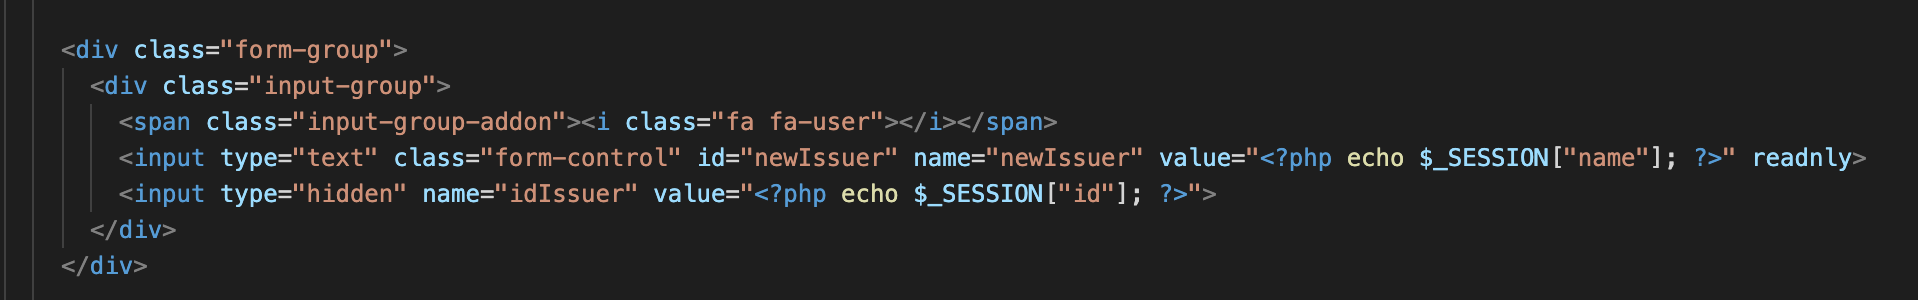 <div class="form-group">
<div class="input-group">
<span class="input-group-addon"><i class="fa fa-user"></i></span>
<input type="text" class="form-control" id="newIssuer" name="newIssuer" value="<?php echo $_SESSION["name"]; ?>" readnly>
<input type="hidden" name="idIssuer" value="<?php echo $_SESSION["id"]; ?>">
</div>
</div>